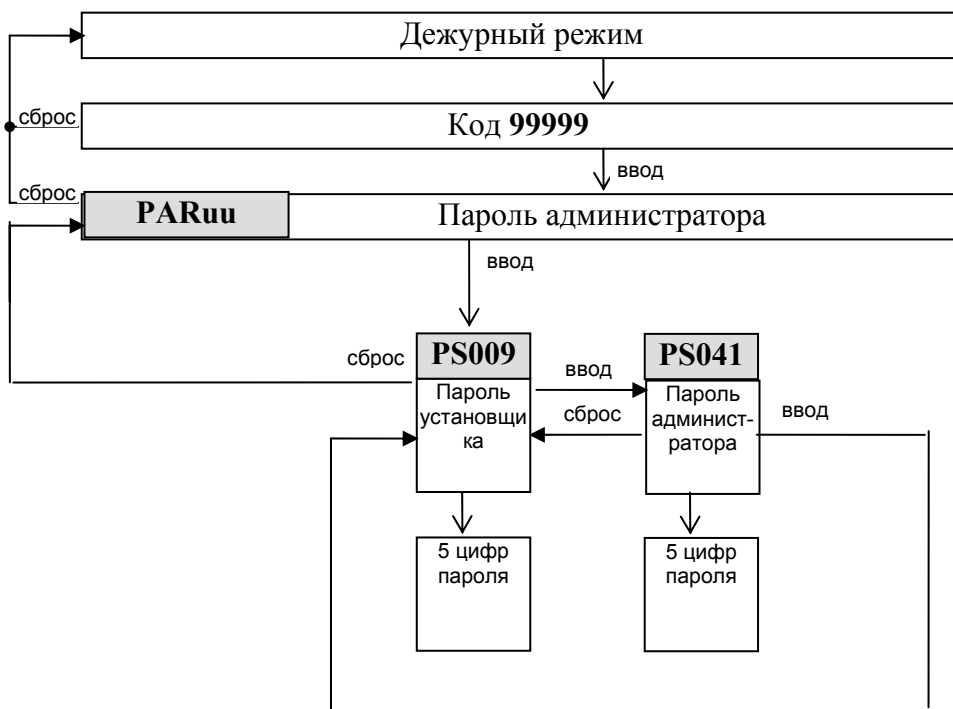 Дежурный режим
сброс
Код 99999
ввод
сброс
PARuu
Пароль администратора
ввод
сброс
PS009
ввод
PS041
Пароль
установщи
ка
сброс
Пароль
админист-
ратора
ввод
5 цифр
пароля
5 цифр
пароля